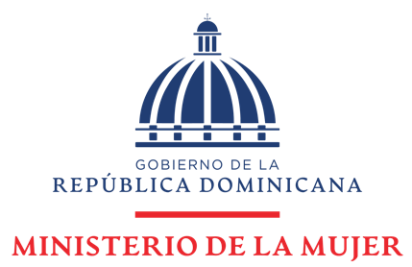 GOBIERNO DE LA
REPÚBLICA DOMINICANA
MINISTERIO DE LA MUJER